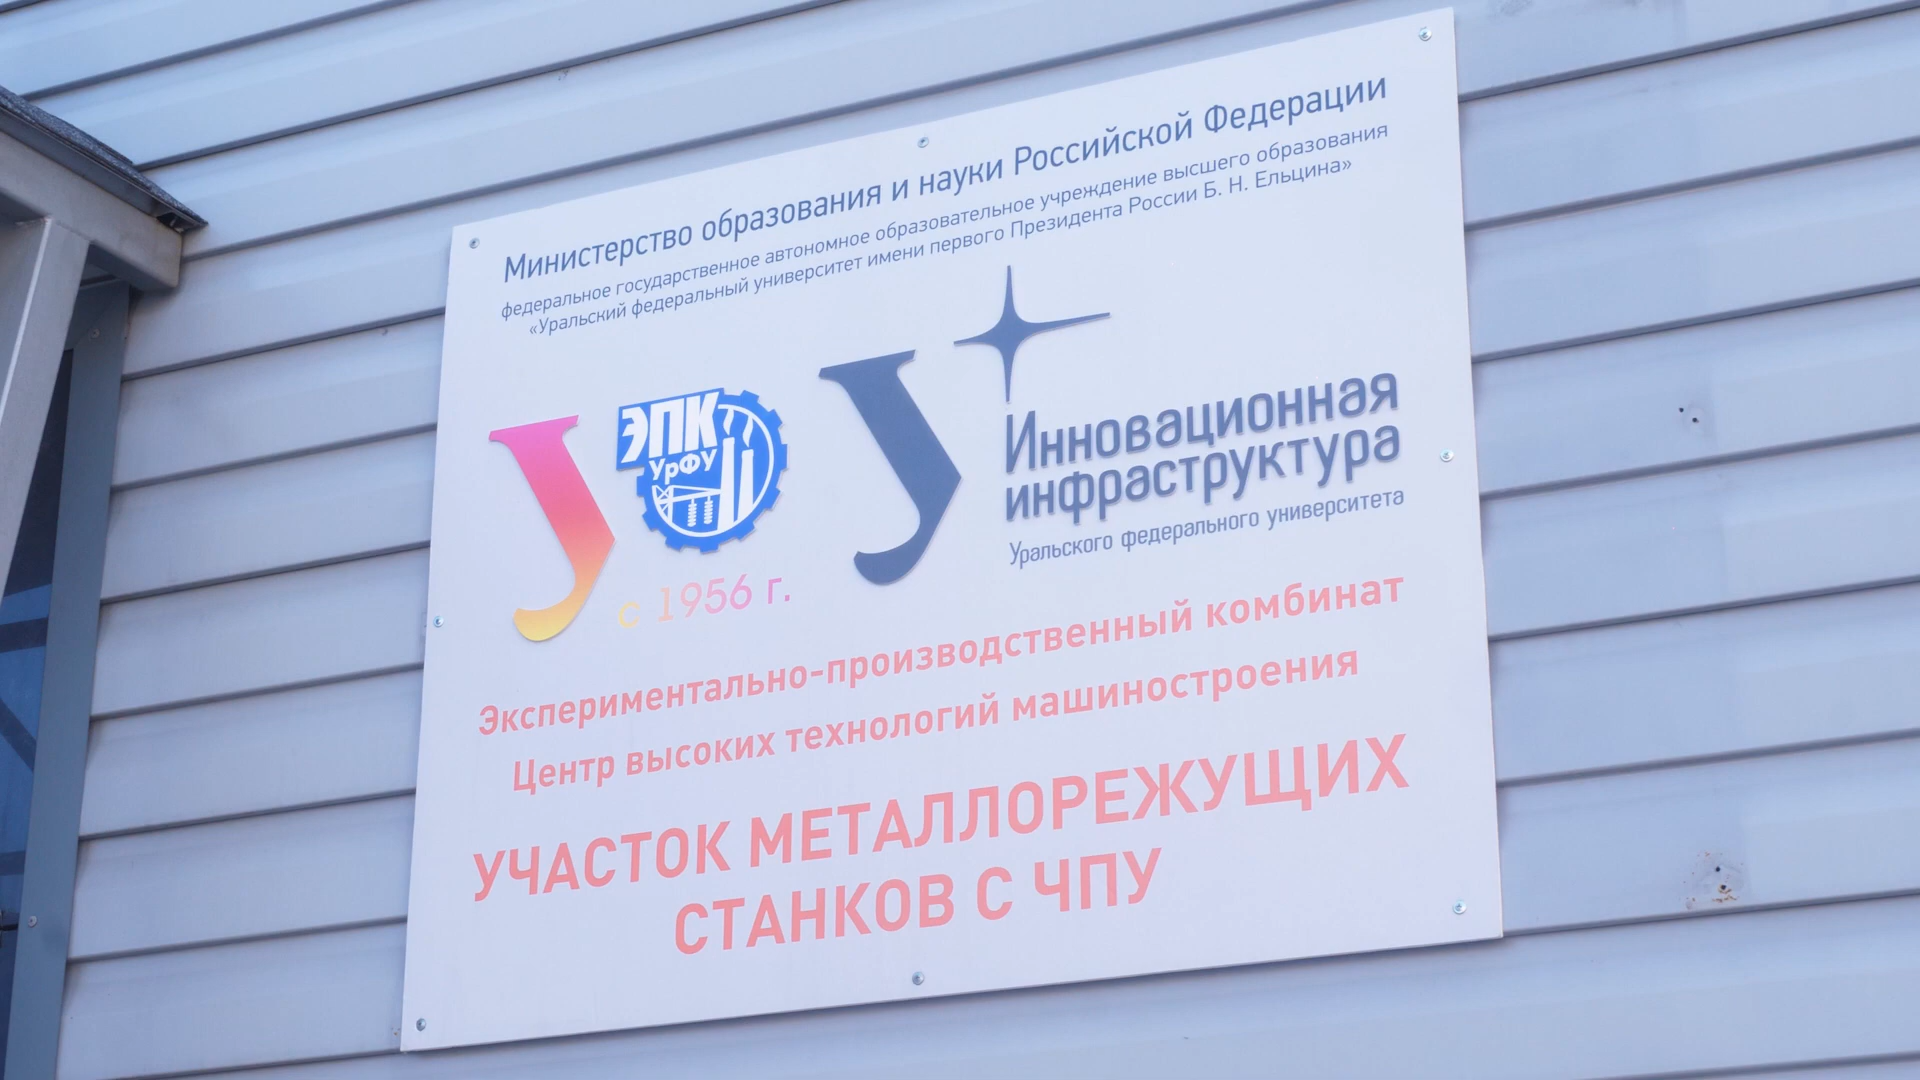 Министерство образования и науки Российской Федерации
федеральное государственное автономное образовательное учреждение высшего образования
«Уральский федеральный университет имени первого Президента России Б. Н. Ельцина»
У
ЭПК
УрФУ
с 1956 г.
У
Инновационная
инфраструктура
Уральского федерального университета
Экспериментально-производственный комбинат
Центр высоких технологий машиностроения
УЧАСТОК МЕТАЛЛОРЕЖУЩИХ
СТАНКОВ С ЧПУ